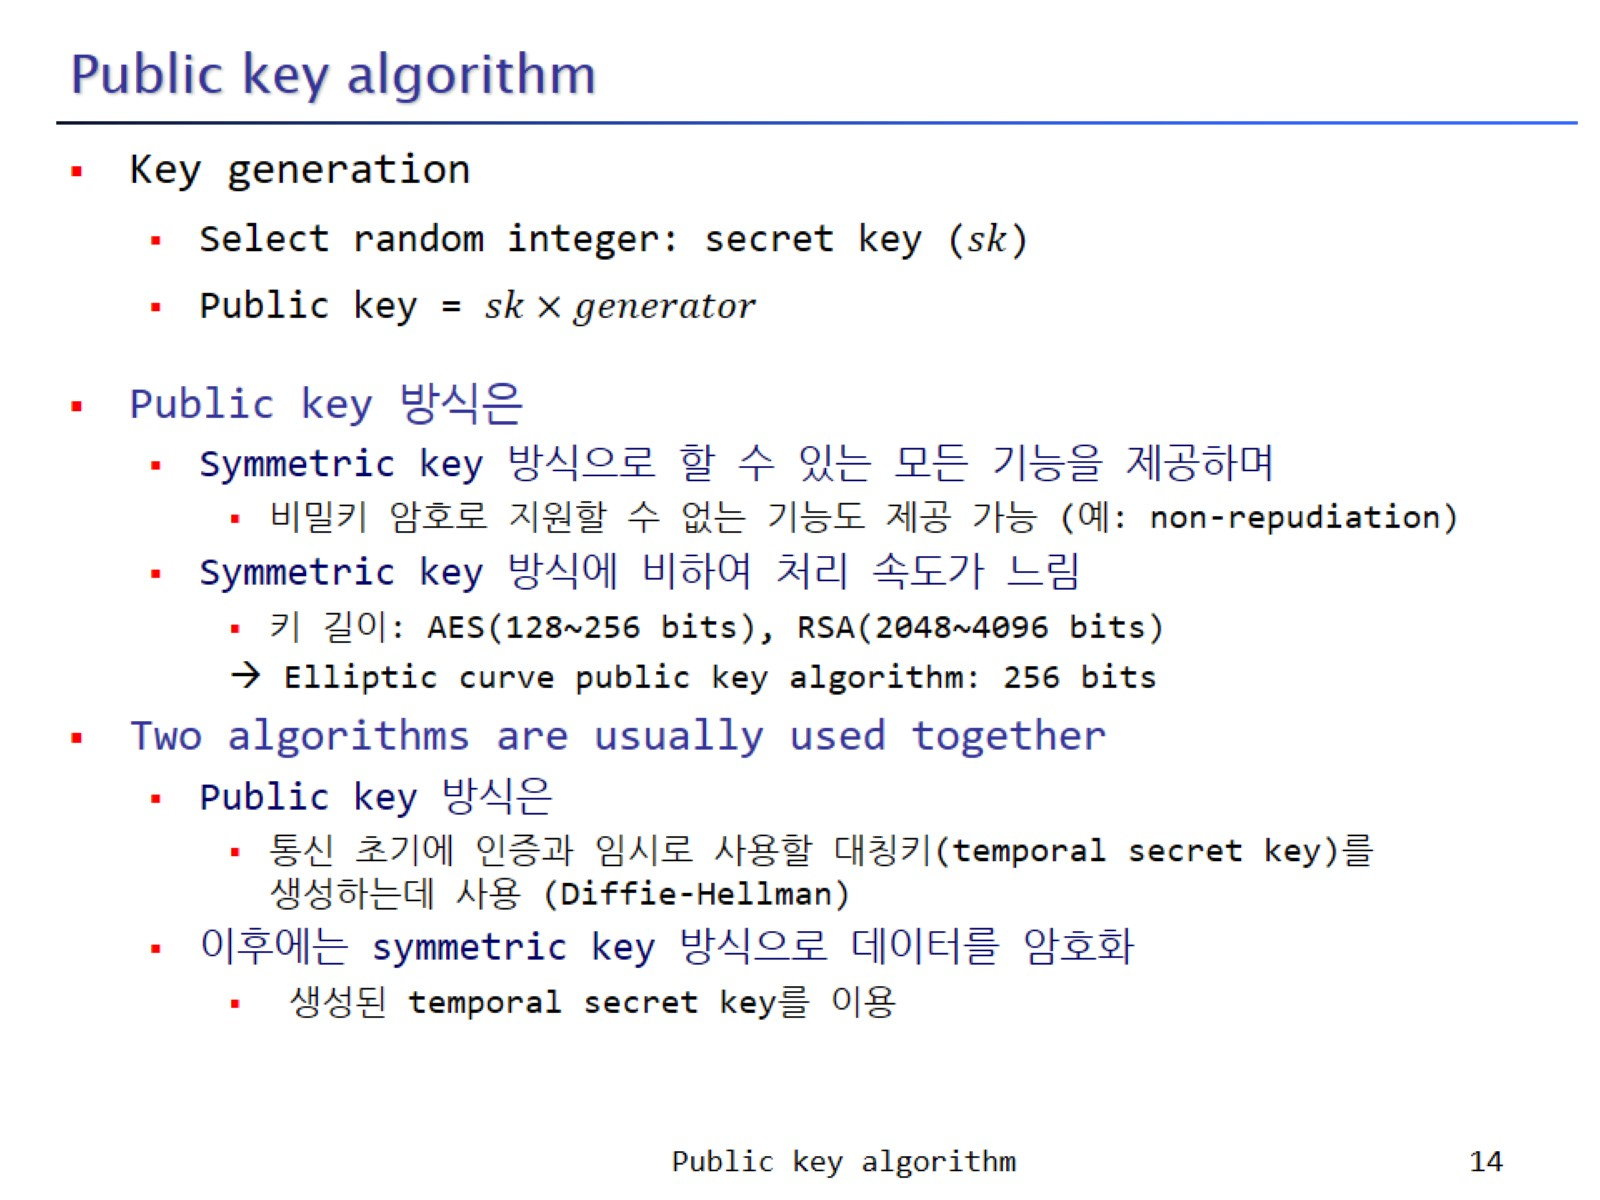 Public key algorithm
▪ Key generation
▪ Select random integer: secret key (sk)
▪ Public key = sk × generator
▪ Public key 방식은
▪ Symmetric key 방식으로 할 수 있는 모든 기능을 제공하며
▪ 비밀키 암호로 지원할 수 없는 기능도 제공 가능 (예: non-repudiation)
▪ Symmetric key 방식에 비하여 처리 속도가 느림
▪ 키 길이: AES(128~256 bits), RSA(2048~4096 bits)
→ Elliptic curve public key algorithm: 256 bits
▪ Two algorithms are usually used together
▪ Public key 방식은
▪ 통신 초기에 인증과 임시로 사용할 대칭키(temporal secret key)를
생성하는데 사용 (Diffie-Hellman)
▪ 이후에는 symmetric key 방식으로 데이터를 암호화
▪ 생성된 temporal secret key를 이용
Public key algorithm
14